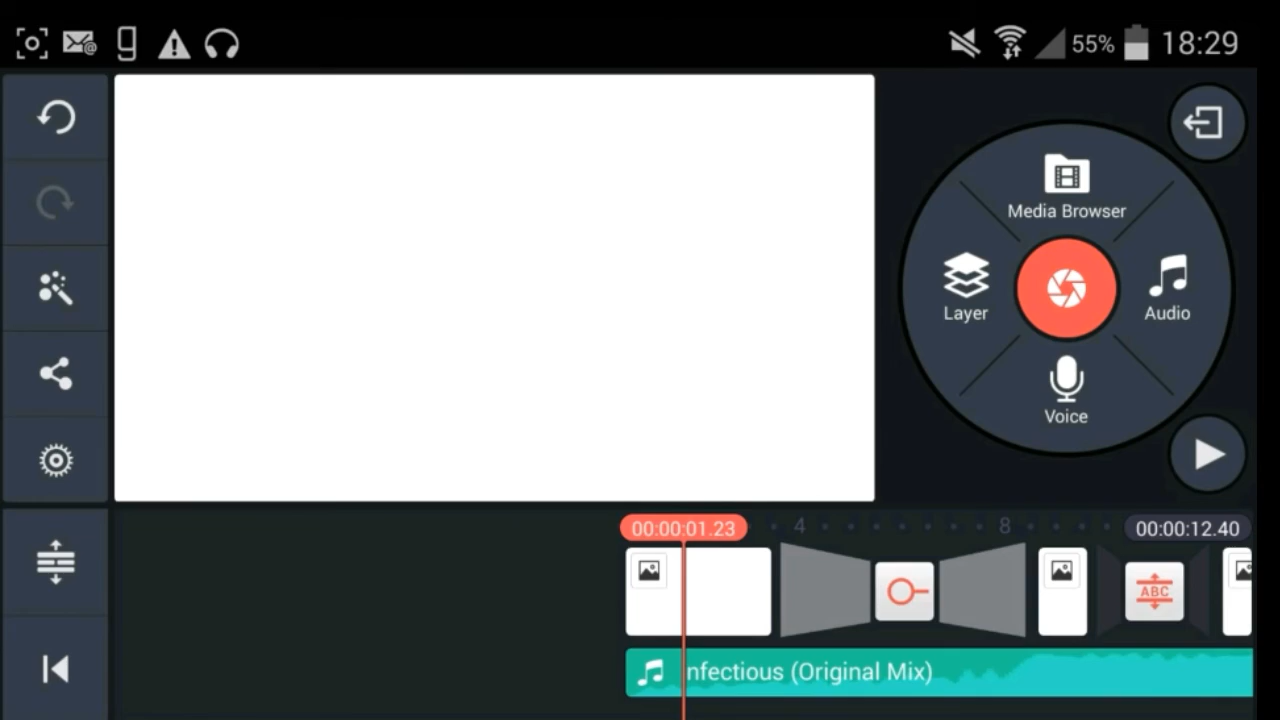 55% 18:29
Media Browser
Layer
Audio
Voice
00:00:01.23 4 8 00:00:12.40
ABC
nfectious (Original Mix)